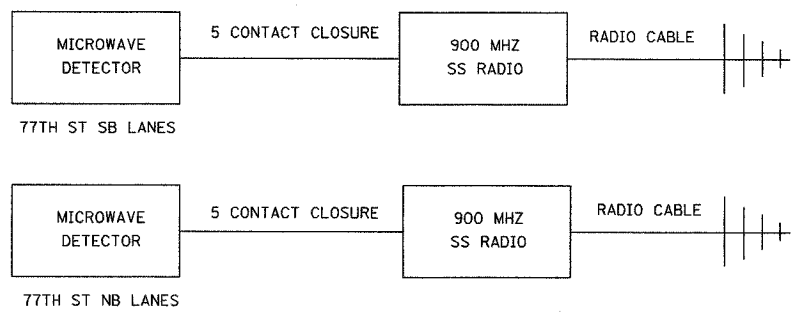 5 CONTACT CLOSURE
RADIO CABLE
MICROWAVE
DETECTOR
900 MHZ
SS RADIO
77TH ST SB LANES
5 CONTACT CLOSURE
RADIO CABLE
MICROWAVE
DETECTOR
900 MHZ
SS RADIO
77TH ST NB LANES